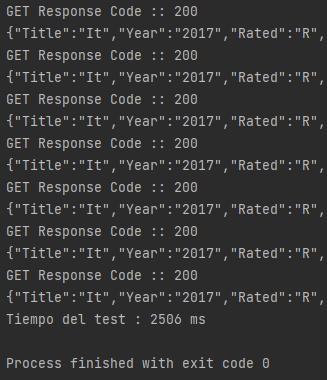 GET Response Code :: 200
{"Title":"It","Year":"2017","Rated":"R",
GET Response Code :: 200
{"Title":"It","Year":"2017","Rated":"R",
GET Response Code :: 200
{"Title":"It","Year":"2017","Rated":"R",
GET Response Code :: 200
{"Title":"It","Year":"2017","Rated":"R",
GET Response Code :: 200
{"Title":"It","Year":"2017","Rated":"R",
GET Response Code :: 200
{"Title":"It","Year":"2017","Rated":"R",
GET Response Code :: 200
{"Title":"It","Year":"2017","Rated":"R",
Tiempo del test : 2506 ms
Process finished with exit code 0